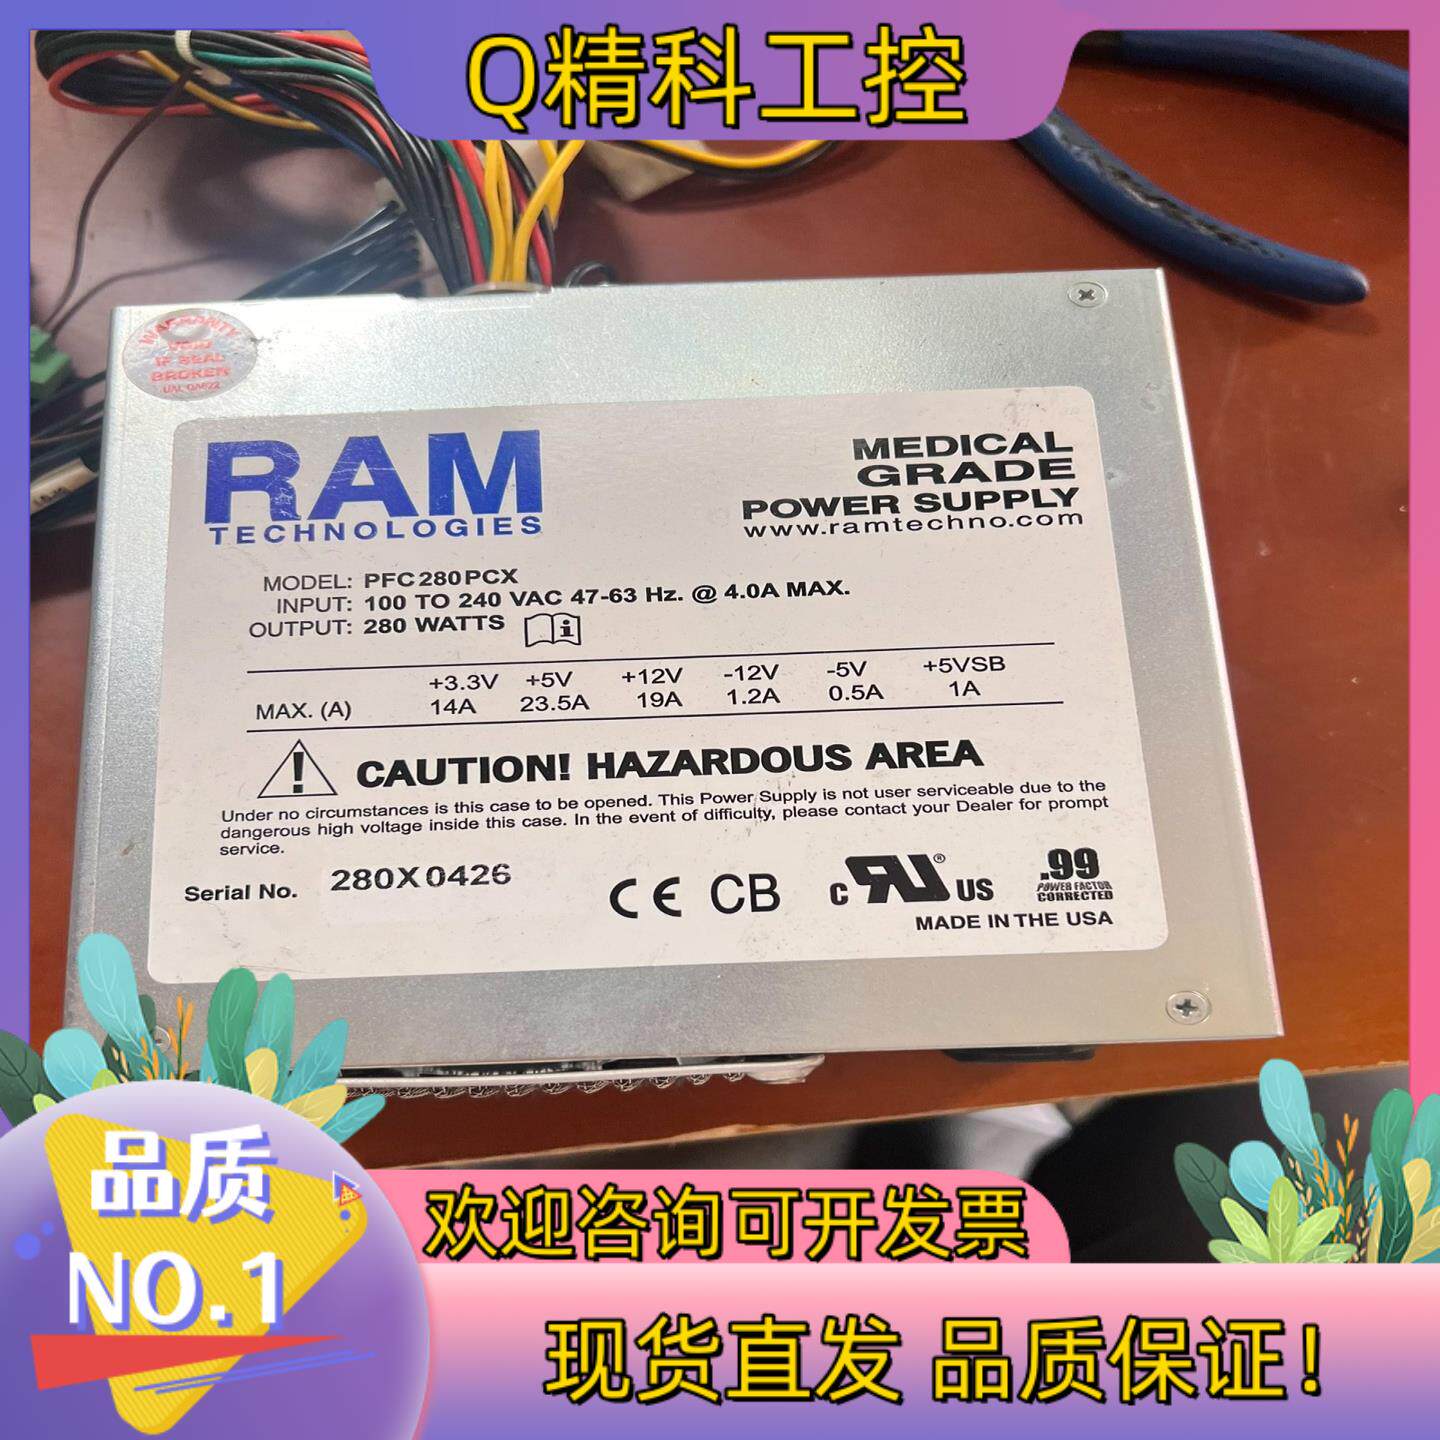 Q精科工控
WARRANTY
VOID
IF SEAL
BROKEN
RAM
TECHNOLOGIES
MEDICAL
GRADE
POWER SUPPLY
www.ramtechno.com
MODEL: PFC280PCX
INPUT: 100 TO 240 VAC 47-63 Hz. @ 4.0A MAX.
OUTPUT: 280 WATTS
+3.3V +5V +12V -12V -5V +5VSB
MAX. (A) 14A 23.5A 19A 1.2A 0.5A 1A
CAUTION! HAZARDOUS AREA
Under no circumstances is this case to be opened. This Power Supply is not user serviceable due to the
dangerous high voltage inside this case. In the event of difficulty, please contact your Dealer for prompt
service.
Serial No. 280X0426
CE CB c RU ® US
.99
POWER FACTOR
CORRECTED
MADE IN THE USA
品质
NO.1
欢迎咨询可开发票
现货直发 品质保证!